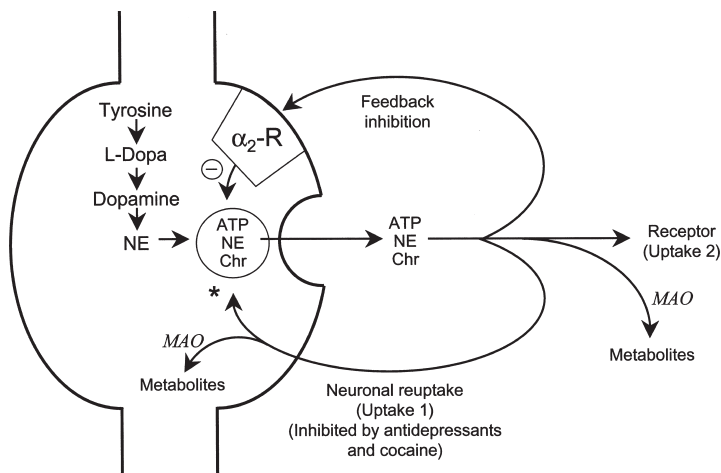 Tyrosine
L-Dopa
Dopamine
NE
α₂-R
−
ATP
NE
Chr
*
MAO
Metabolites
Feedback
inhibition
ATP
NE
Chr
Receptor
(Uptake 2)
MAO
Metabolites
Neuronal reuptake
(Uptake 1)
(Inhibited by antidepressants
and cocaine)